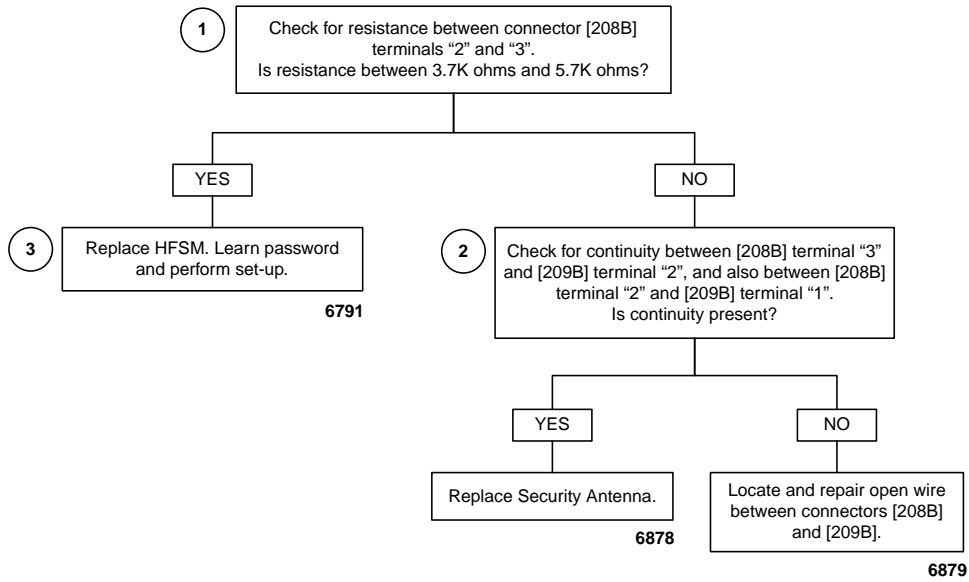 1
Check for resistance between connector [208B]
terminals “2” and “3”.
Is resistance between 3.7K ohms and 5.7K ohms?
YES
NO
3
Replace HFSM. Learn password
and perform set-up.
6791
2
Check for continuity between [208B] terminal “3”
and [209B] terminal “2”, and also between [208B]
terminal “2” and [209B] terminal “1”.
Is continuity present?
YES
NO
Replace Security Antenna.
6878
Locate and repair open wire
between connectors [208B]
and [209B].
6879